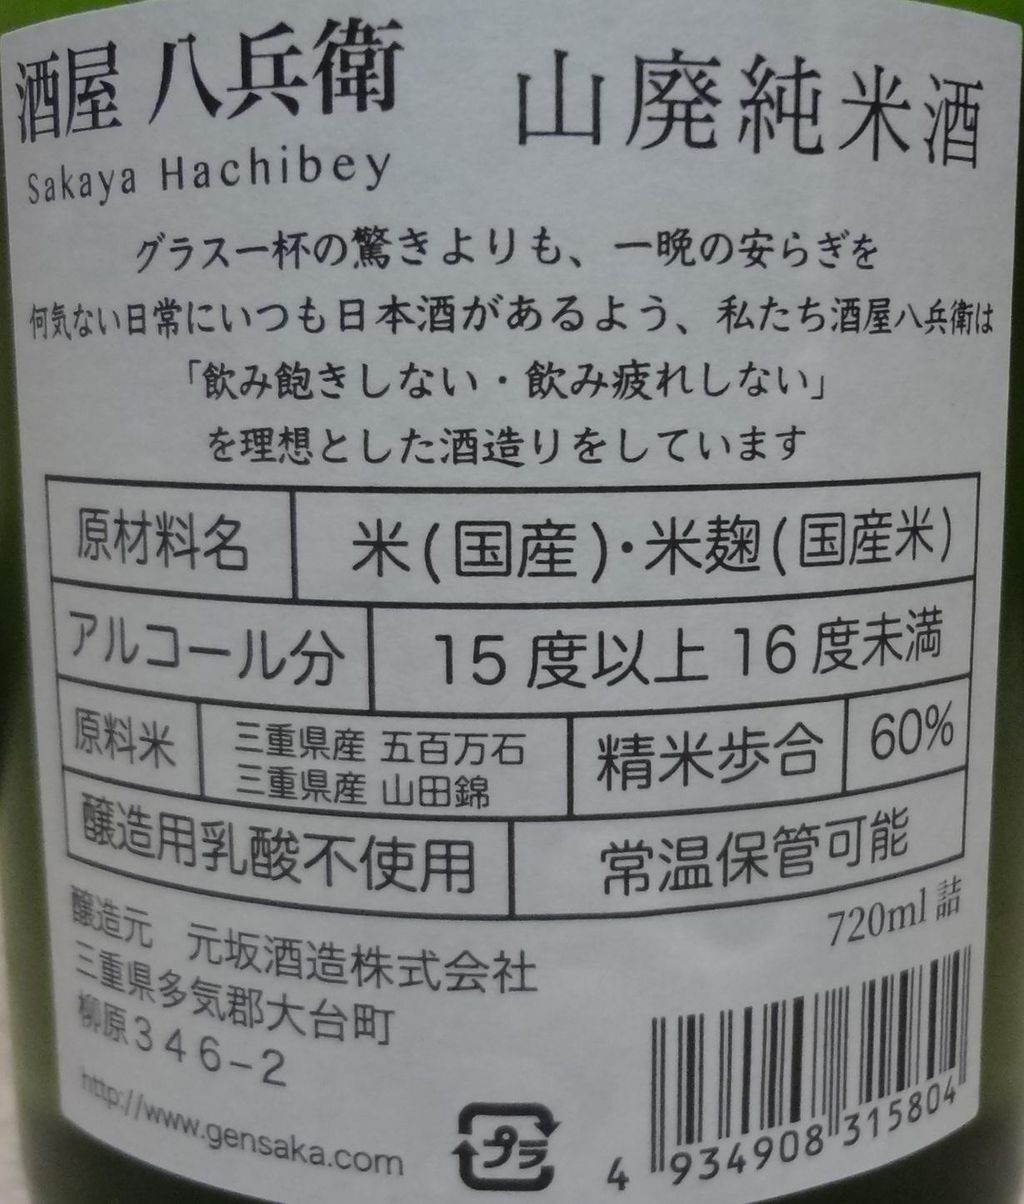 酒屋 八兵衛 山廃純米酒
Sakaya Hachibey
グラス一杯の驚きよりも、一晩の安らぎを
何気ない日常にいつも日本酒があるよう、私たち酒屋八兵衛は
「飲み飽きしない・飲み疲れしない」
を理想とした酒造りをしています
原材料名 米(国産)・米麹(国産米)
アルコール分 15度以上16度未満
原料米 三重県産 五百万石
三重県産 山田錦
精米歩合 60%
醸造用乳酸不使用 常温保管可能
720ml詰
醸造元 元坂酒造株式会社
三重県多気郡大台町
柳原346-2
http://www.gensaka.com
プラ
4 934908 315804